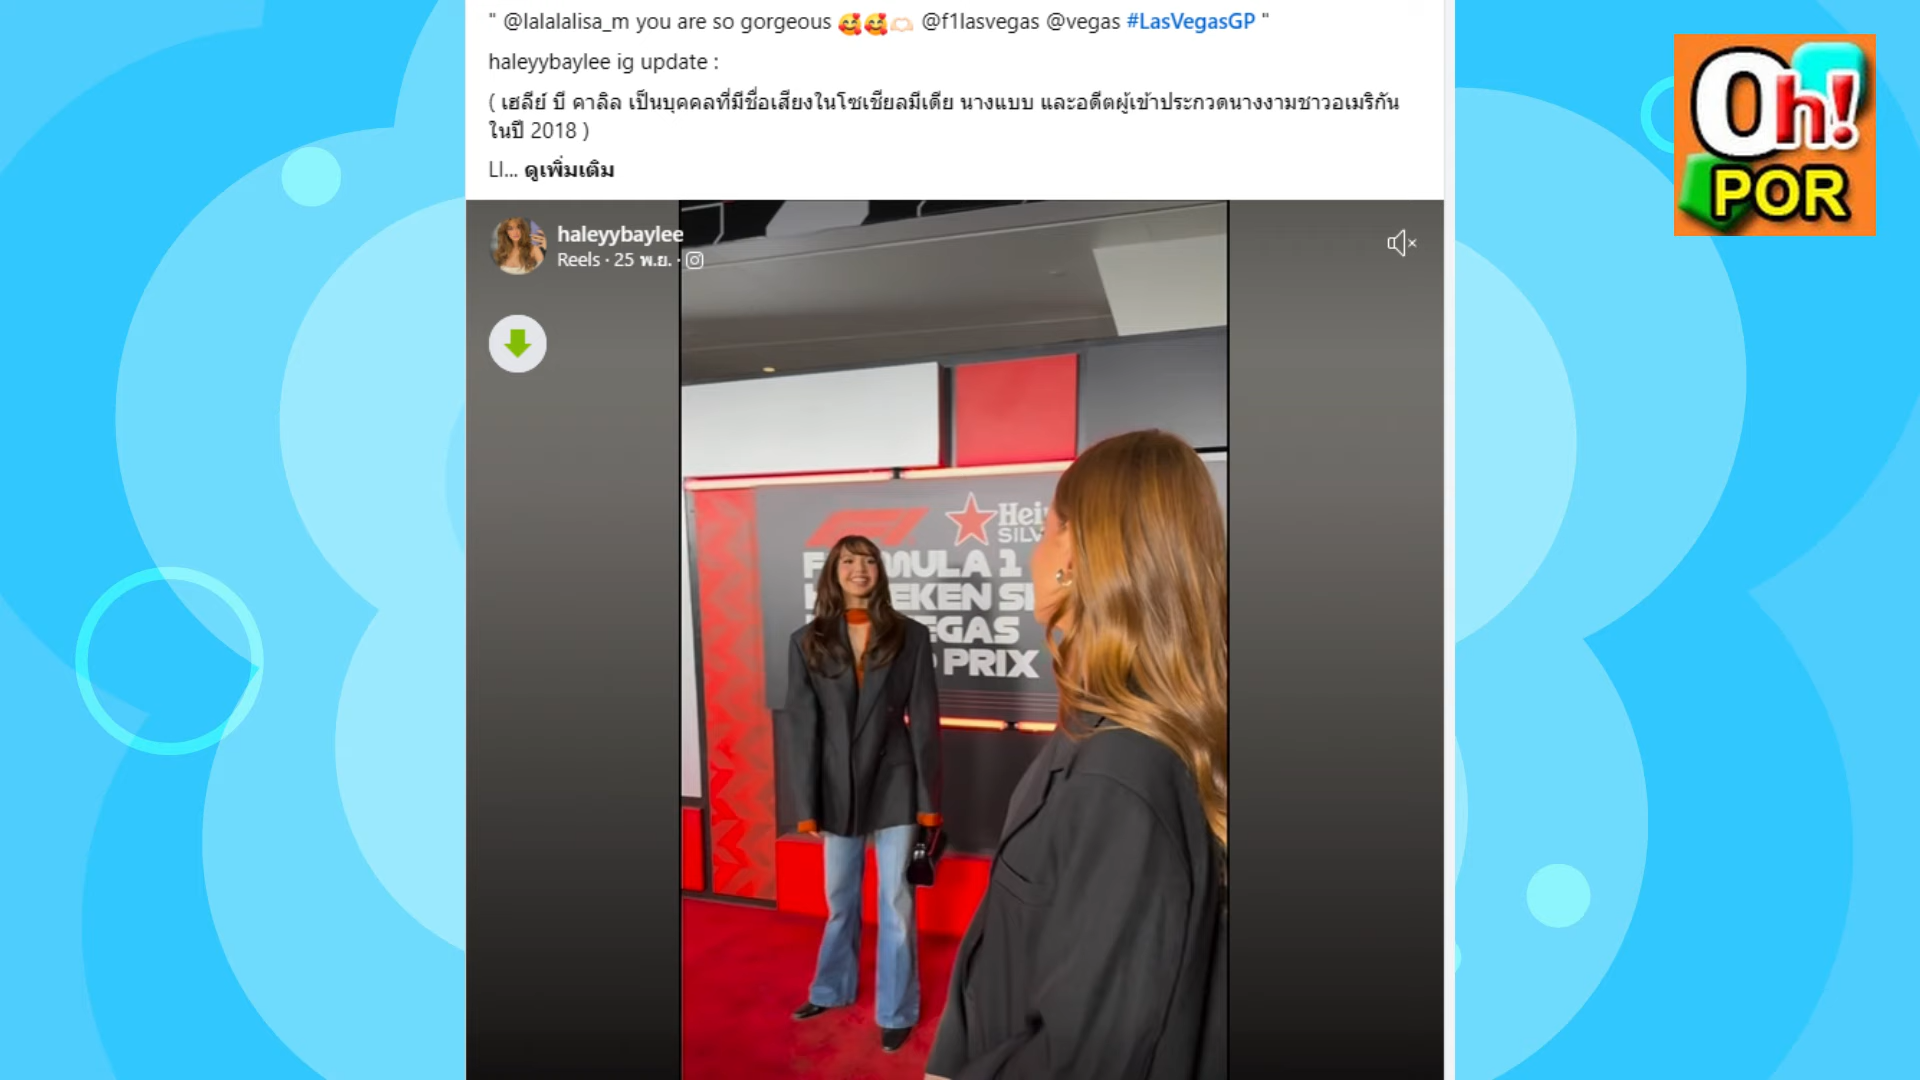 " @lalalalisa_m you are so gorgeous 🥰🥰🫶🏻 @f1lasvegas @vegas #LasVegasGP "
haleyybaylee ig update :
( เฮลีย์ บี คาลิล เป็นบุคคลที่มีชื่อเสียงในโซเชียลมีเดีย นางแบบ และอดีตผู้เข้าประกวดนางงามชาวอเมริกัน
ในปี 2018 )
LI... ดูเพิ่มเติม
Oh!
POR
haleyybaylee
Reels · 25 พ.ย. ·
F1
PRIX